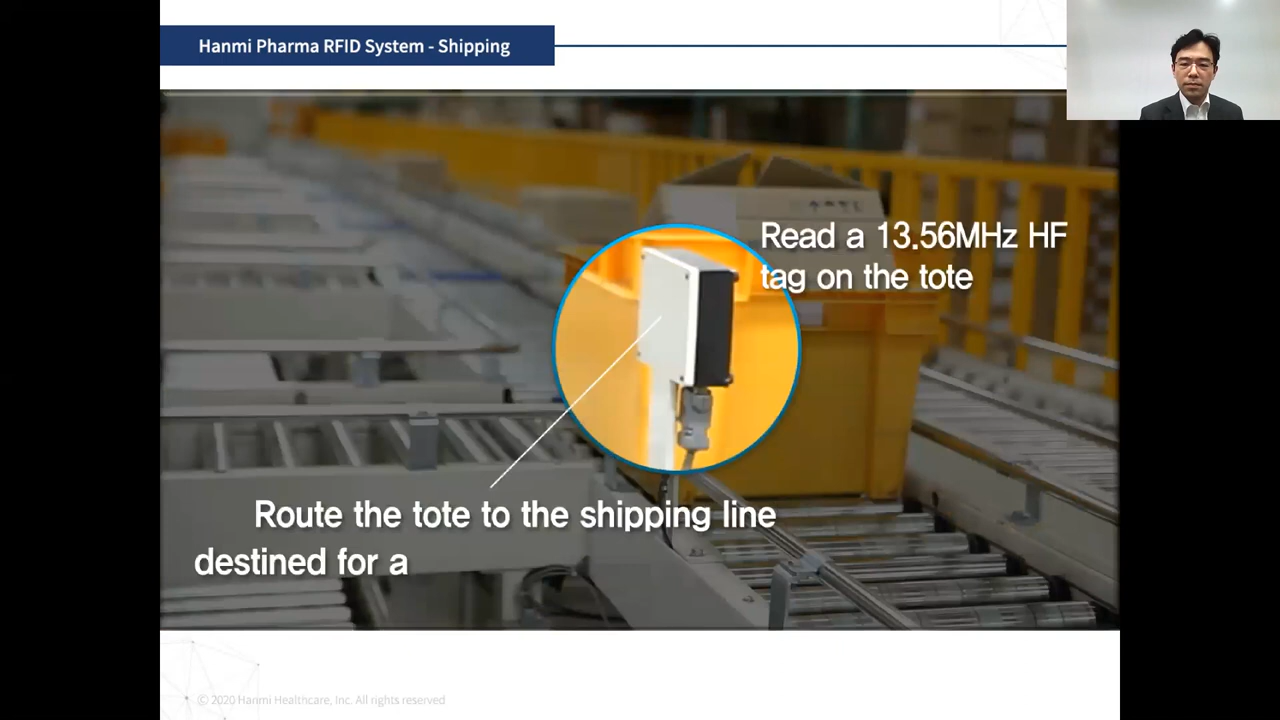 Hanmi Pharma RFID System - Shipping
Read a 13.56MHz HF
tag on the tote
Route the tote to the shipping line
destined for a
© 2020 Hanmi Healthcare, Inc. All rights reserved